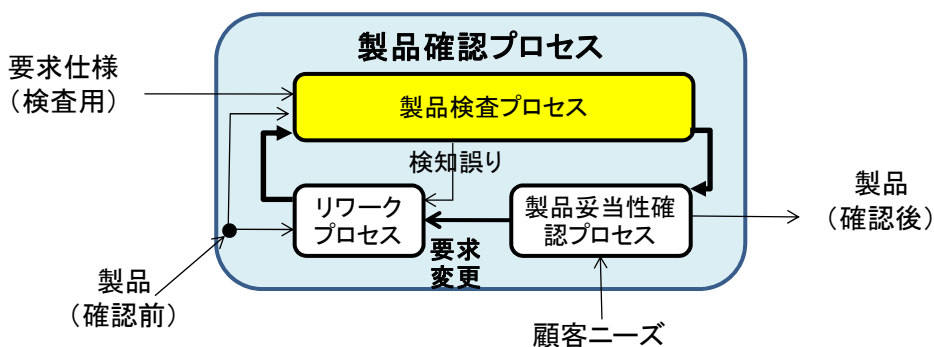 製品確認プロセス
要求仕様
(検査用)
製品検査プロセス
検知誤り
リワーク
プロセス
製品妥当性確
認プロセス
製品
(確認後)
要求
変更
製品
(確認前)
顧客ニーズ